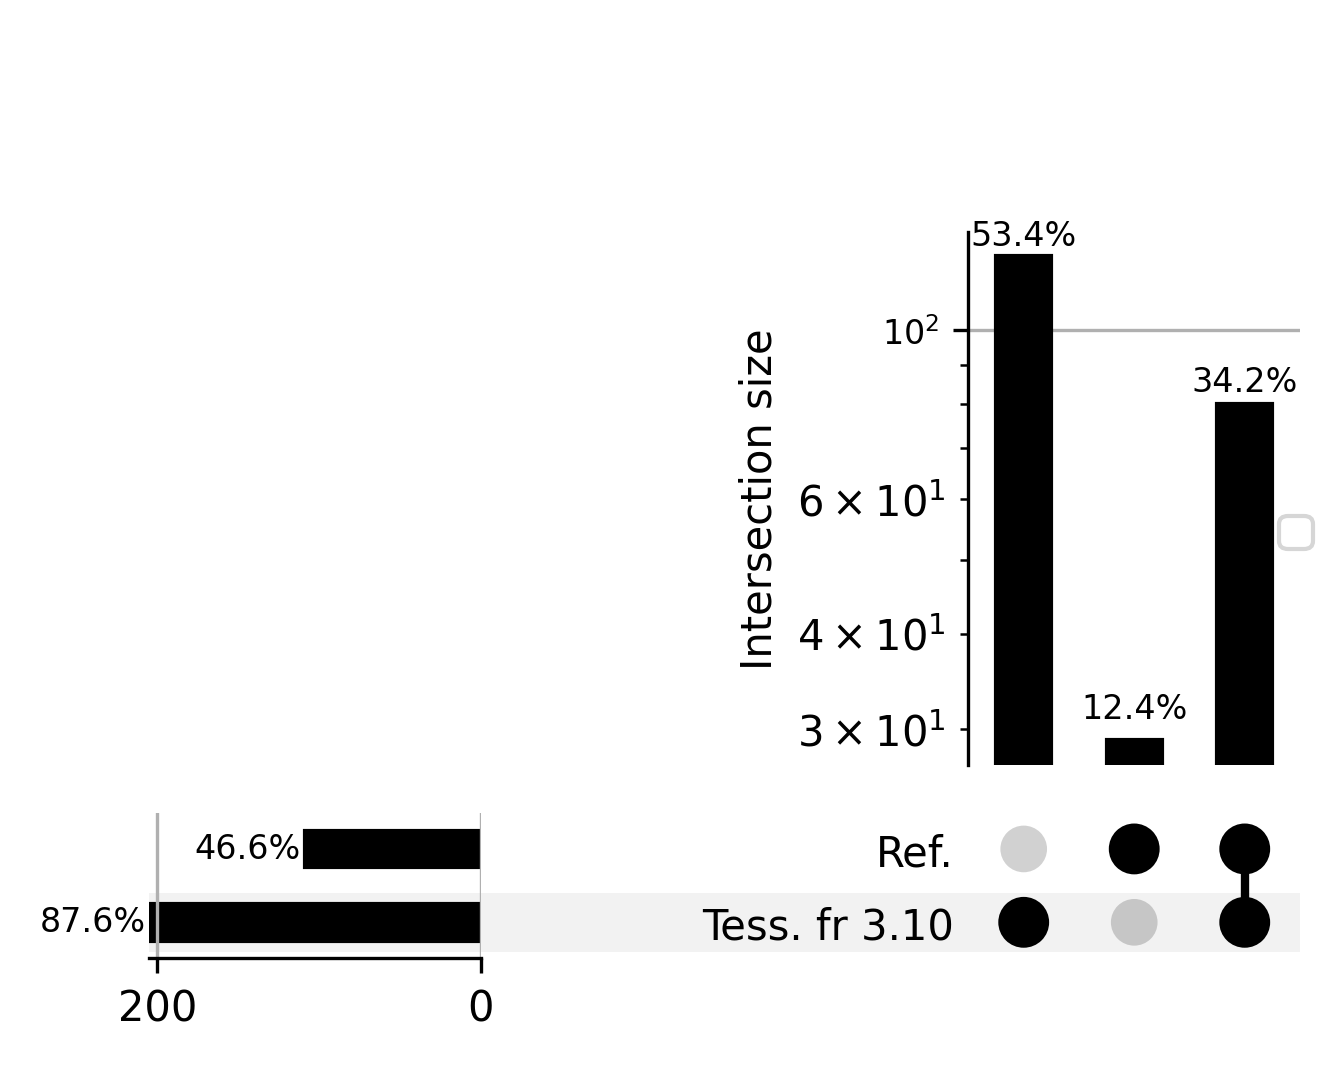 53.4%
10²
34.2%
Intersection size
6 × 10¹
4 × 10¹
12.4%
3 × 10¹
46.6%
Ref.
87.6%
Tess. fr 3.10
200
0